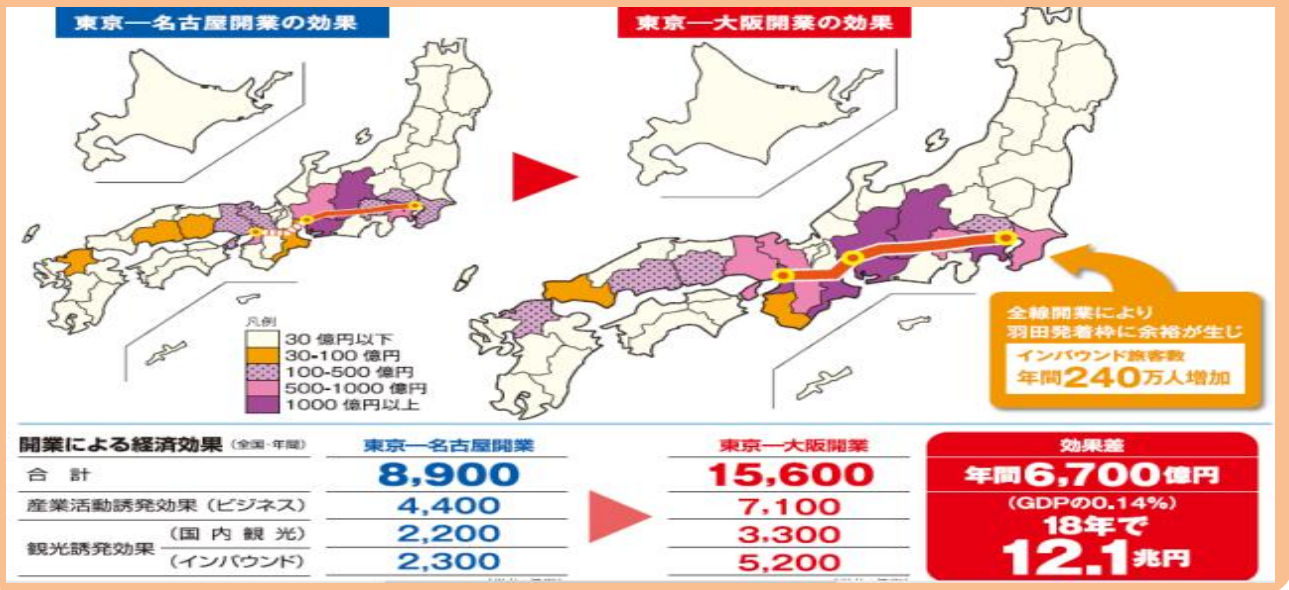 東京―名古屋開業の効果
東京―大阪開業の効果
凡例
30 億円以下
30-100 億円
100-500 億円
500-1000 億円
1000 億円以上
全線開業により
羽田発着枠に余裕が生じ
インバウンド旅客数
年間240万人増加
開業による経済効果（全国・年間） 東京―名古屋開業 東京―大阪開業 効果差
合 計 8,900 15,600 年間6,700億円
産業活動誘発効果（ビジネス） 4,400 7,100 (GDPの0.14%)
観光誘発効果 （国 内 観 光） 2,200 3,300 18年で
（インバウンド） 2,300 5,200 12.1兆円